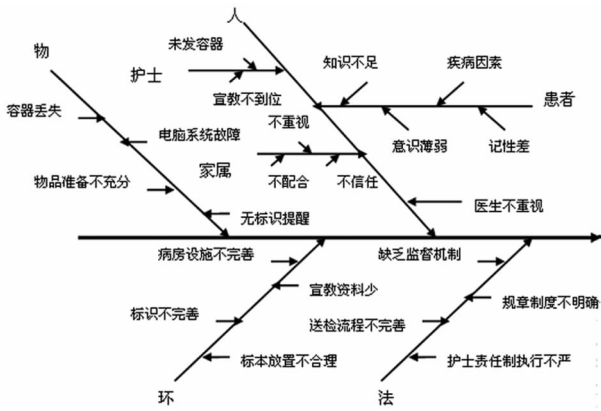 人
物
未发容器
护士
知识不足
疾病因素
宣教不到位
患者
容器丢失
不重视
电脑系统故障
意识薄弱
记性差
家属
物品准备不充分
不配合
不信任
无标识提醒
医生不重视
病房设施不完善
缺乏监督机制
宣教资料少
规章制度不明确
标识不完善
送检流程不完善
标本放置不合理
护士责任制执行不严
环
法